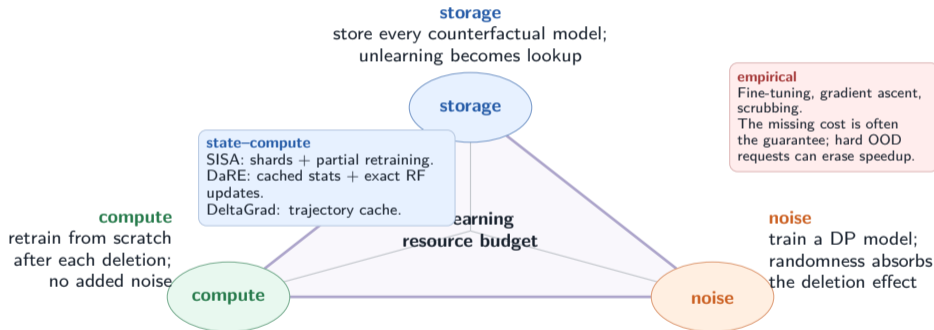 storage
store every counterfactual model;
unlearning becomes lookup
storage
empirical
Fine-tuning, gradient ascent,
scrubbing.
The missing cost is often
the guarantee; hard OOD
requests can erase speedup.
state–compute
SISA: shards + partial retraining.
DaRE: cached stats + exact RF
updates.
DeltaGrad: trajectory cache.
earning
resource budget
compute
retrain from scratch
after each deletion;
no added noise
compute
noise
train a DP model;
randomness absorbs
the deletion effect
noise